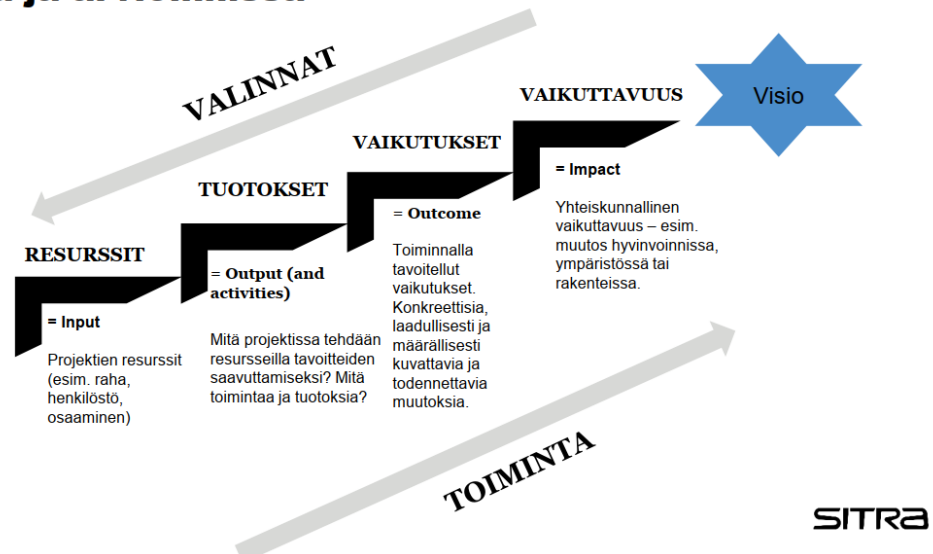 VALINNAT
VAIKUTTAVUUS
Visio
VAIKUTUKSET
= Impact
TUOTOKSET
Yhteiskunnallinen
vaikuttavuus – esim.
muutos hyvinvoinnissa,
ympäristössä tai
rakenteissa.
= Outcome
Toiminnalla
tavoitellut
vaikutukset.
Konkreettisia,
laadullisesti ja
määrällisesti
kuvattavia ja
todennettavia
muutoksia.
RESURSSIT
= Output (and
activities)
Mitä projektissa tehdään
resursseilla tavoitteiden
saavuttamiseksi? Mitä
toimintaa ja tuotoksia?
= Input
Projektien resurssit
(esim. raha,
henkilöstö,
osaaminen)
TOIMINTA
SITRA